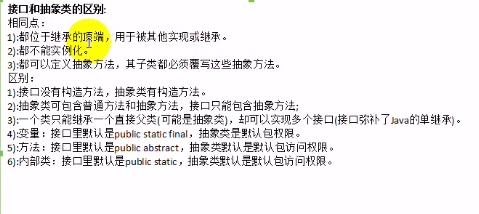 接口和抽象类的区别:
相同点：
1):都位于继承的顶端，用于被其他实现或继承。
2):都不能实例化。
3):都可以定义抽象方法，其子类都必须覆写这些抽象方法。
区别：
1):接口没有构造方法，抽象类有构造方法。
2):抽象类可包含普通方法和抽象方法，接口只能包含抽象方法;
3):一个类只能继承一个直接父类(可能是抽象类)，却可以实现多个接口(接口弥补了Java的单继承)。
4):变量：接口里默认是public static final，抽象类是默认包权限。
5):方法：接口里默认是public abstract，抽象类默认是默认包访问权限。
6):内部类：接口里默认是public static，抽象类默认是默认包访问权限。